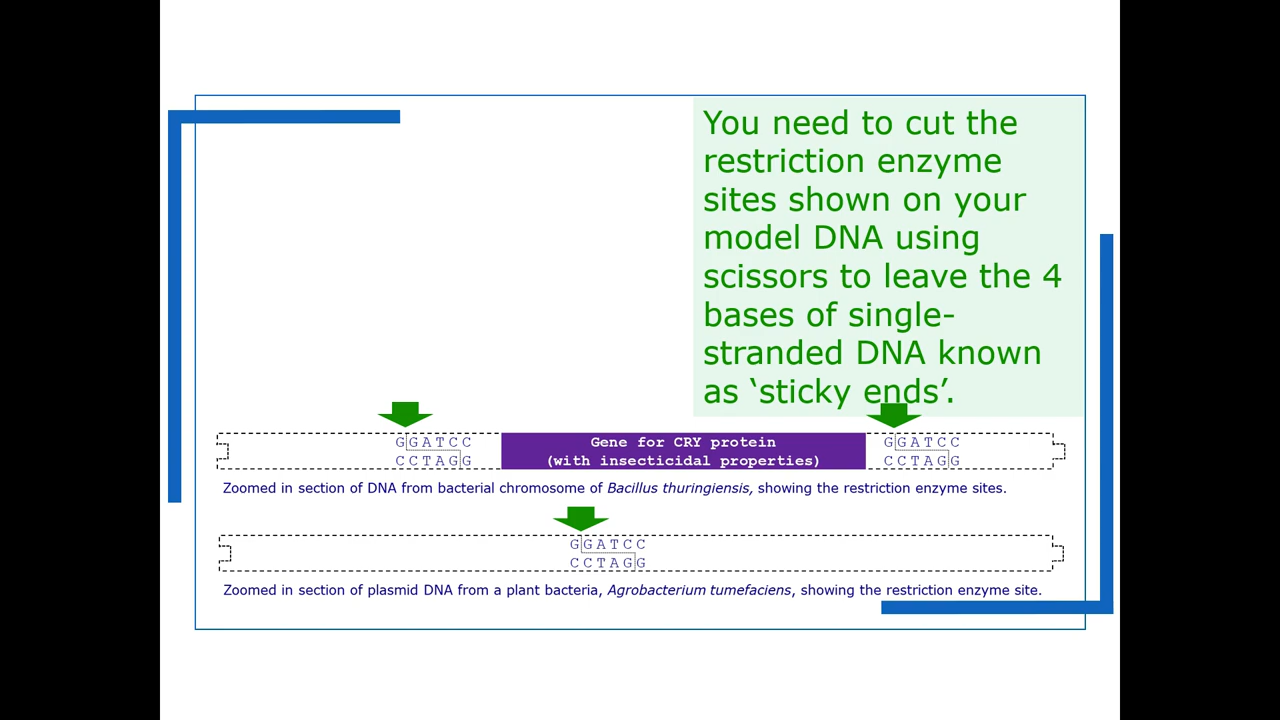 You need to cut the
restriction enzyme
sites shown on your
model DNA using
scissors to leave the 4
bases of single-
stranded DNA known
as ‘sticky ends’.
GGATCC Gene for CRY protein GGATCC
CCTAGG (with insecticidal properties) CCTAGG
Zoomed in section of DNA from bacterial chromosome of Bacillus thuringiensis, showing the restriction enzyme sites.
GGATCC
CCTAGG
Zoomed in section of plasmid DNA from a plant bacteria, Agrobacterium tumefaciens, showing the restriction enzyme site.